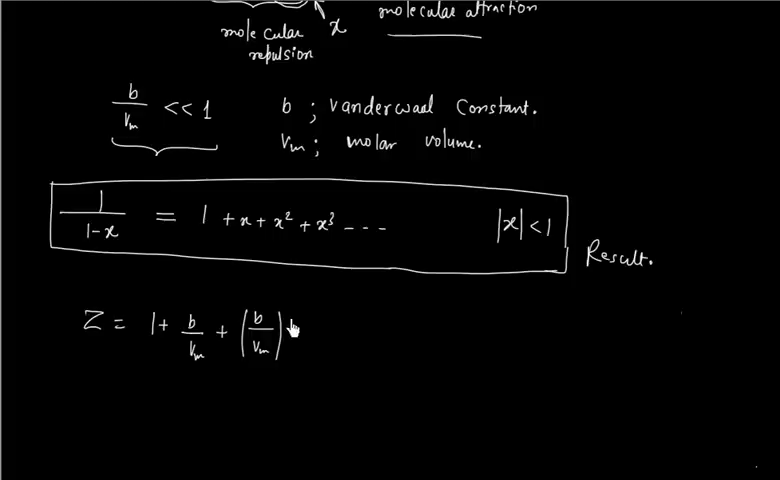 molecular attraction
molecular x
repulsion
b/Vm << 1 b ; Vanderwaal Constant.
Vm ; molar volume.
1/(1-x) = 1 + x + x² + x³ - - - |x| < 1
Result.
Z = 1 + b/Vm + (b/Vm)